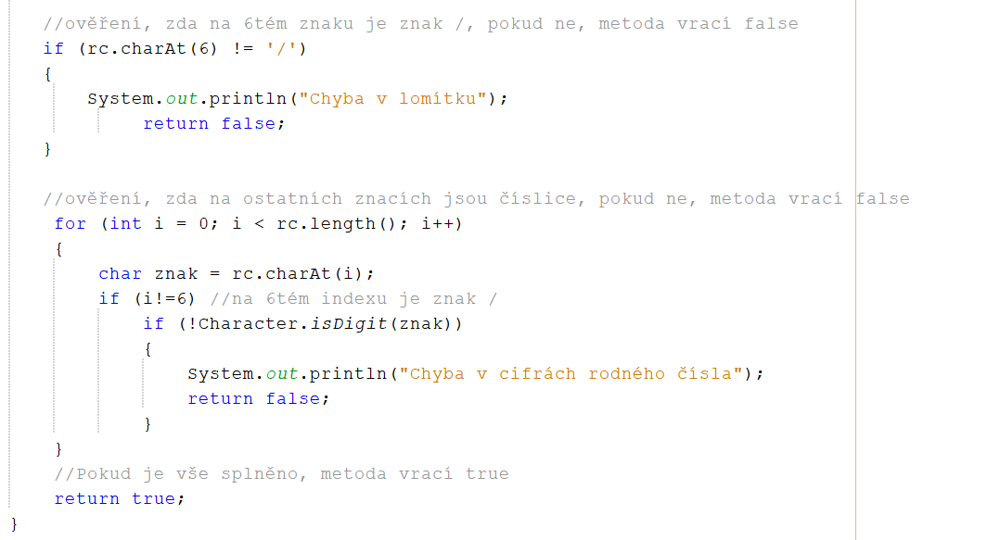 //ověření, zda na 6tém znaku je znak /, pokud ne, metoda vrací false
if (rc.charAt(6) != '/')
{
System.out.println("Chyba v lomítku");
return false;
}
//ověření, zda na ostatních znacích jsou číslice, pokud ne, metoda vrací false
for (int i = 0; i < rc.length(); i++)
{
char znak = rc.charAt(i);
if (i!=6) //na 6tém indexu je znak /
if (!Character.isDigit(znak))
{
System.out.println("Chyba v cifrách rodného čísla");
return false;
}
}
//Pokud je vše splněno, metoda vrací true
return true;
}